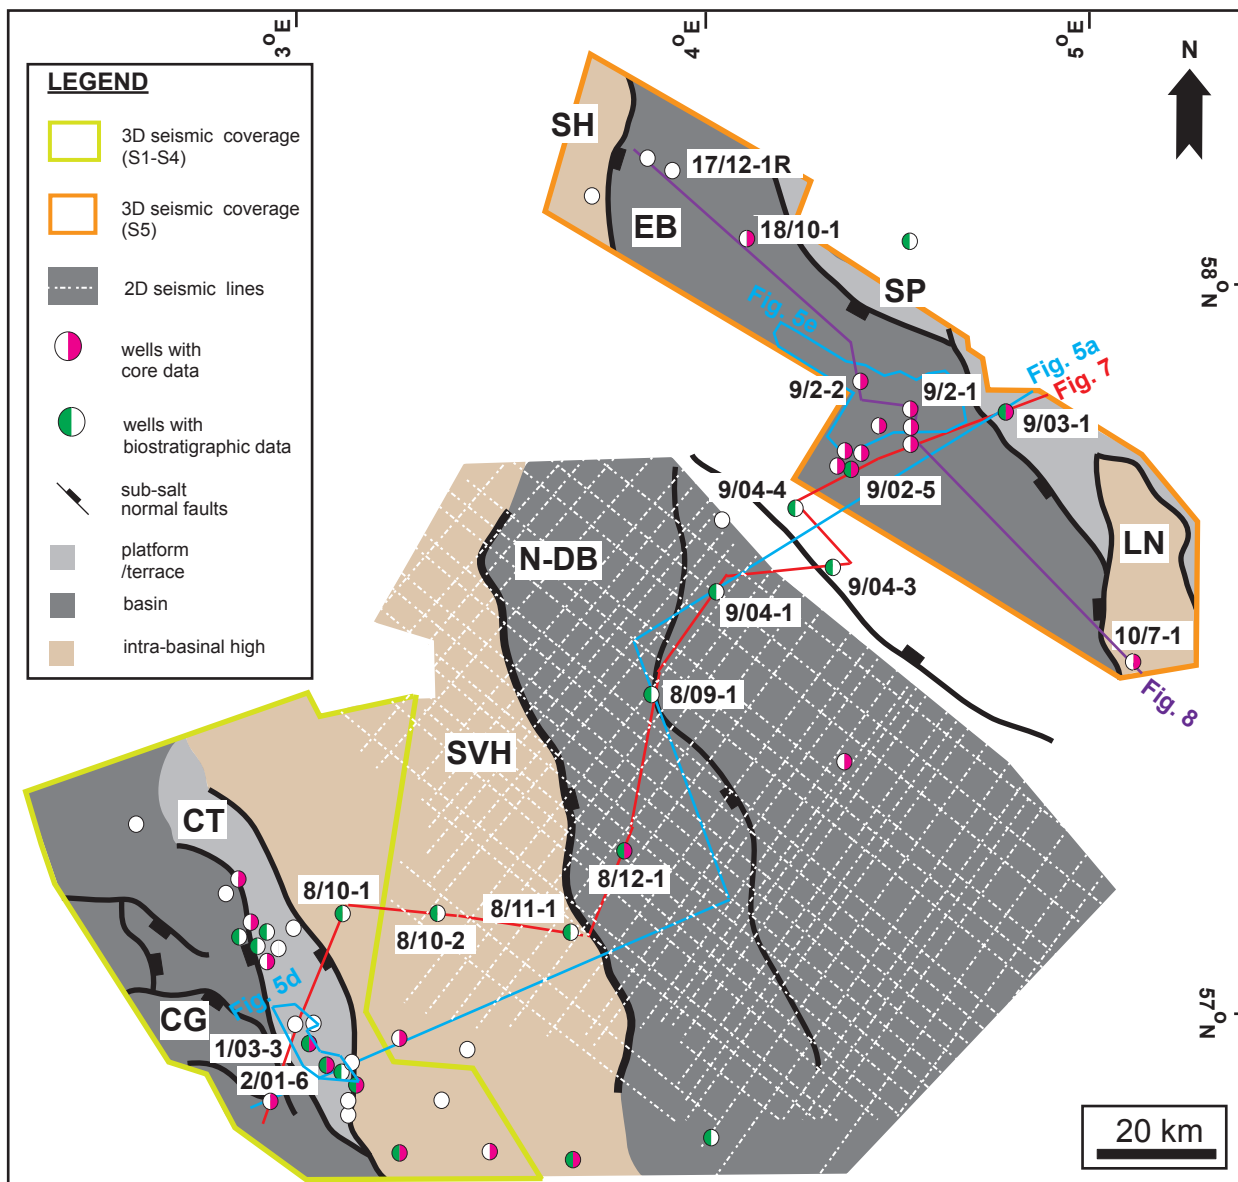 3°E
4°E
5°E
N
LEGEND
3D seismic coverage
(S1-S4)
3D seismic coverage
(S5)
2D seismic lines
wells with
core data
wells with
biostratigraphic data
sub-salt
normal faults
platform
/terrace
basin
intra-basinal high
SH
17/12-1R
EB
18/10-1
SP
58°N
Fig. 5e
Fig. 5a
Fig. 7
9/2-2
9/2-1
9/03-1
9/04-4
9/02-5
LN
N-DB
9/04-3
9/04-1
10/7-1
8/09-1
Fig. 8
SVH
CT
8/12-1
8/10-1
8/11-1
8/10-2
Fig. 5d
CG
57°N
1/03-3
2/01-6
20 km